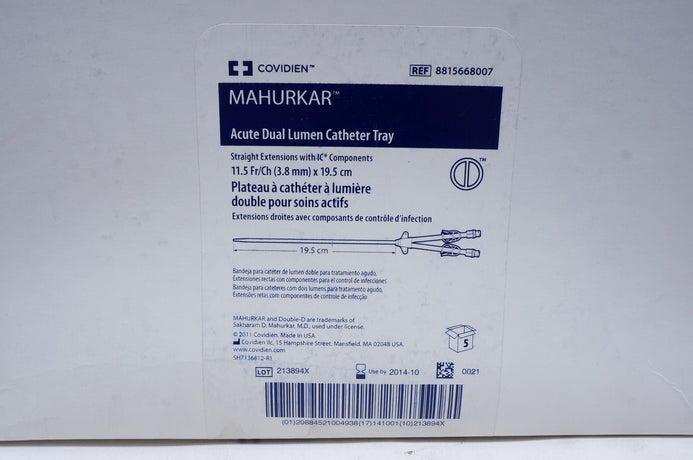 COVIDIEN™
REF 8815668007
MAHURKAR™
Acute Dual Lumen Catheter Tray
Straight Extensions with IC® Components
11.5 Fr/Ch (3.8 mm) x 19.5 cm
TM
Plateau à cathéter à lumière
double pour soins actifs
Extensions droites avec composants de contrôle d'infection
19.5 cm
Bandeja para catéter de lumen doble para tratamiento agudo,
Extensiones rectas con componentes para el control de infecciones
Bandeja para cateteres com dois lumens para tratamento agudo,
Extensões retas com componentes de controle de infecção
MAHURKAR and Double-D are trademarks of
Sakharam D. Mahurkar, M.D., used under license.
© 2011 Covidien. Made in USA
Covidien llc, 15 Hampshire Street, Mansfield, MA 02048 USA.
www.covidien.com
SH7136812-R1
5
LOT 213894X
Use by 2014-10
0021
(01)20884521004938(17)141001(10)213894X